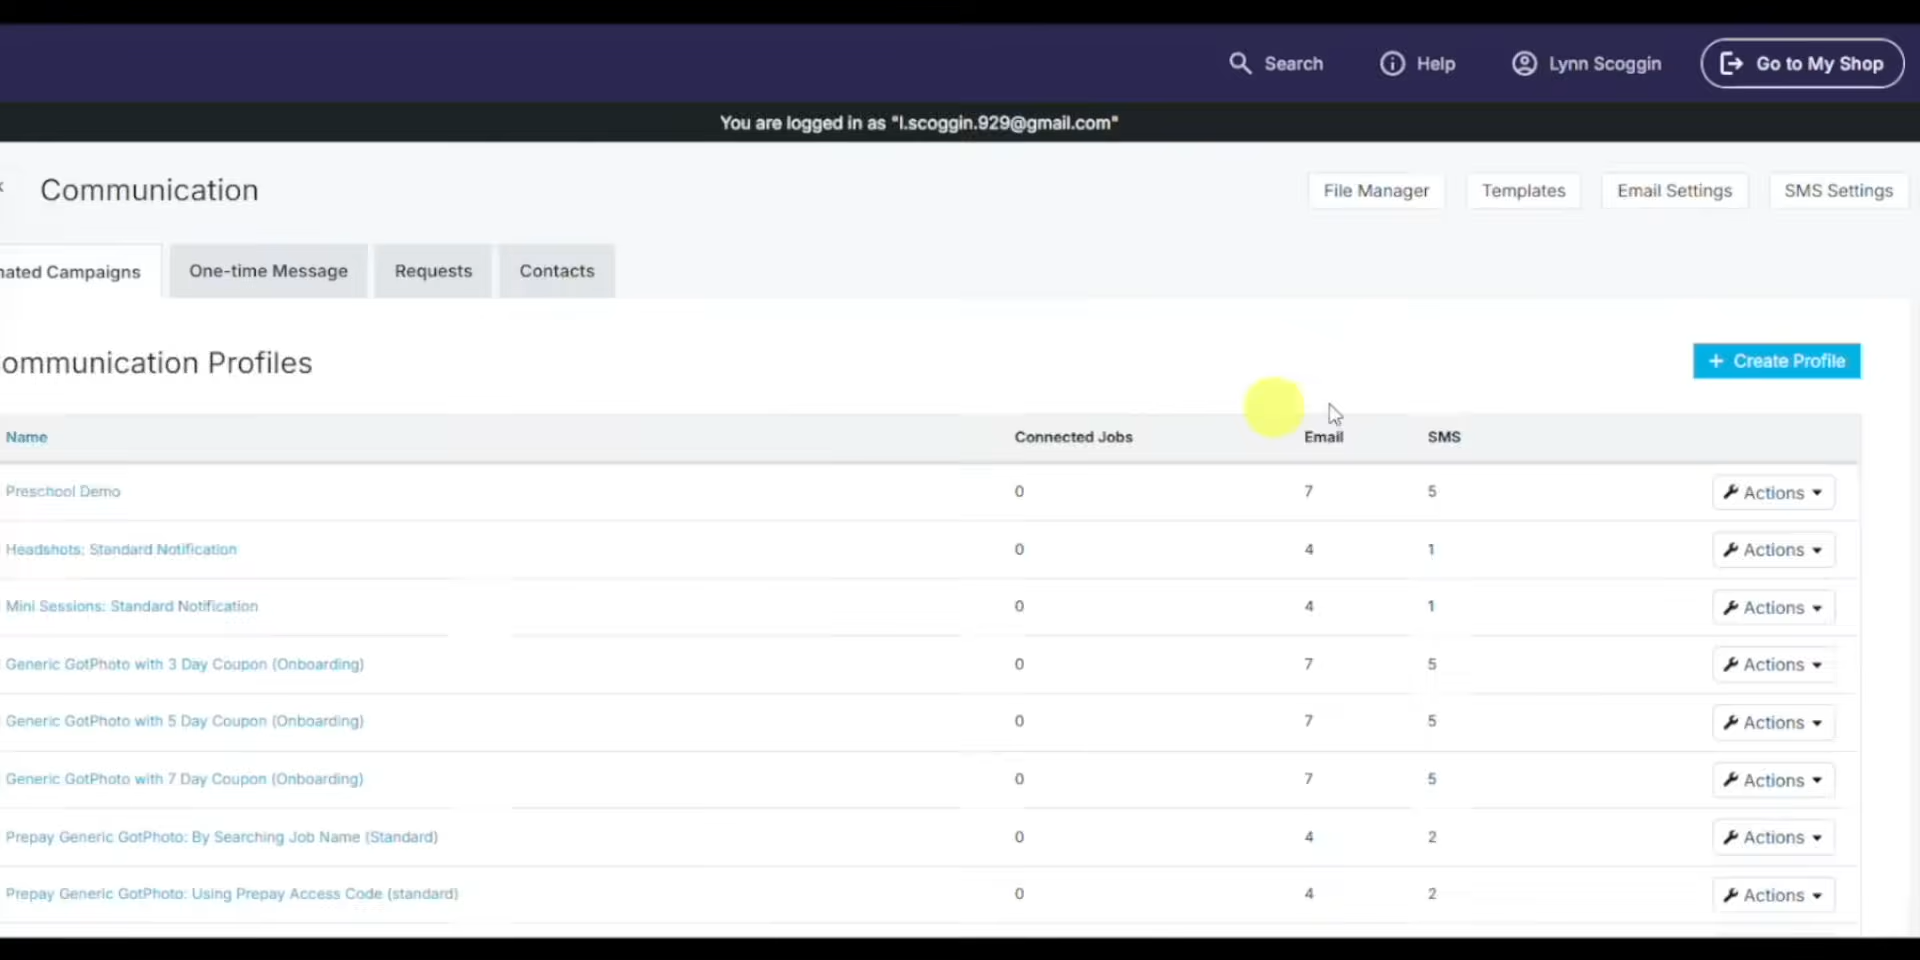 Search Help Lynn Scoggin Go to My Shop
You are logged in as "l.scoggin.929@gmail.com"
Communication File Manager Templates Email Settings SMS Settings
nated Campaigns One-time Message Requests Contacts
ommunication Profiles + Create Profile
Name Connected Jobs Email SMS
Preschool Demo 0 7 5 Actions
Headshots: Standard Notification 0 4 1 Actions
Mini Sessions: Standard Notification 0 4 1 Actions
Generic GotPhoto with 3 Day Coupon (Onboarding) 0 7 5 Actions
Generic GotPhoto with 5 Day Coupon (Onboarding) 0 7 5 Actions
Generic GotPhoto with 7 Day Coupon (Onboarding) 0 7 5 Actions
Prepay Generic GotPhoto: By Searching Job Name (Standard) 0 4 2 Actions
Prepay Generic GotPhoto: Using Prepay Access Code (standard) 0 4 2 Actions